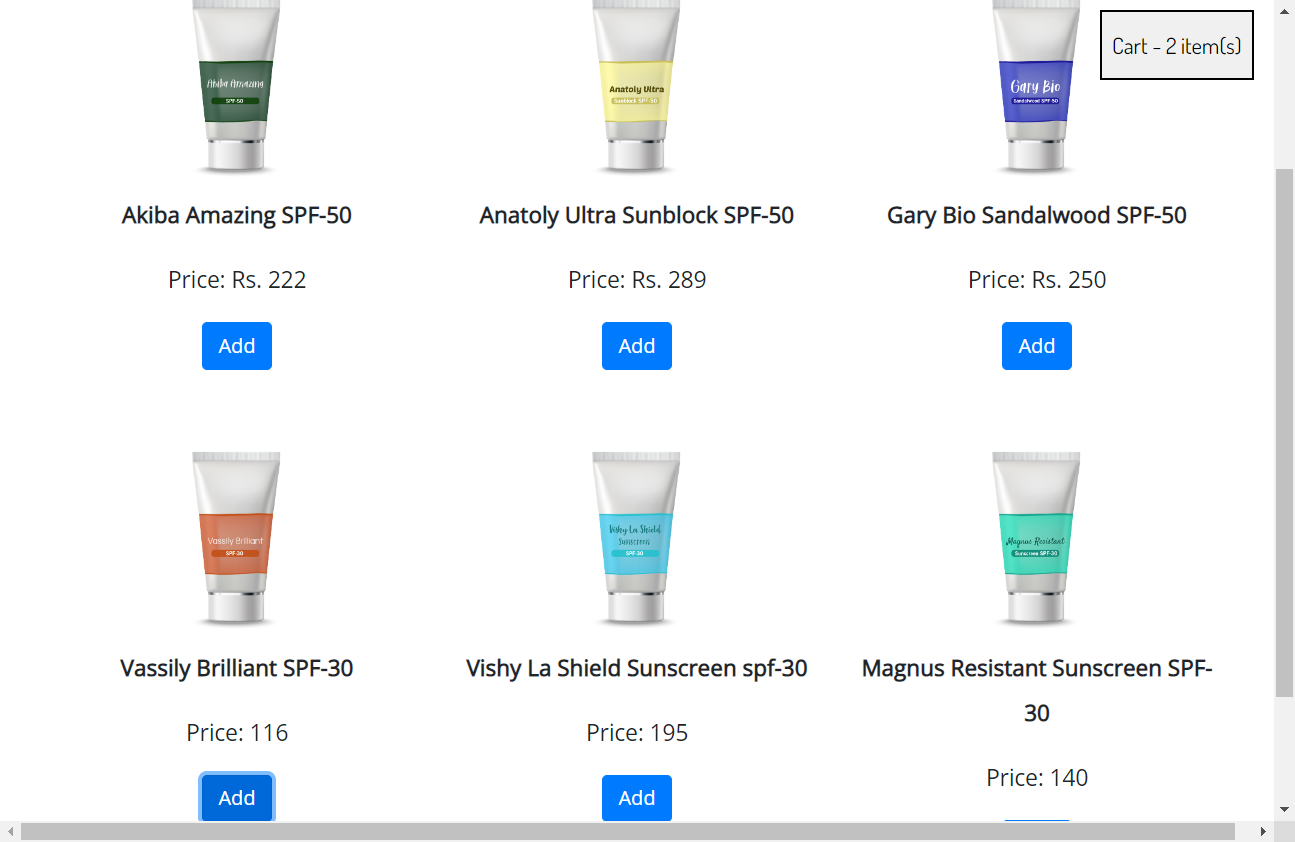 Cart - 2 item(s)
Akiba Amazing
SPF-50
Anatoly Ultra
Sunblock SPF-50
Gary Bio
Sandalwood SPF-50
Akiba Amazing SPF-50
Anatoly Ultra Sunblock SPF-50
Gary Bio Sandalwood SPF-50
Price: Rs. 222
Price: Rs. 289
Price: Rs. 250
Add
Add
Add
Vassily Brilliant
SPF-30
Vishy La Shield
Sunscreen
SPF-30
Magnus Resistant
Sunscreen SPF-30
Vassily Brilliant SPF-30
Vishy La Shield Sunscreen spf-30
Magnus Resistant Sunscreen SPF-
30
Price: 116
Price: 195
Price: 140
Add
Add